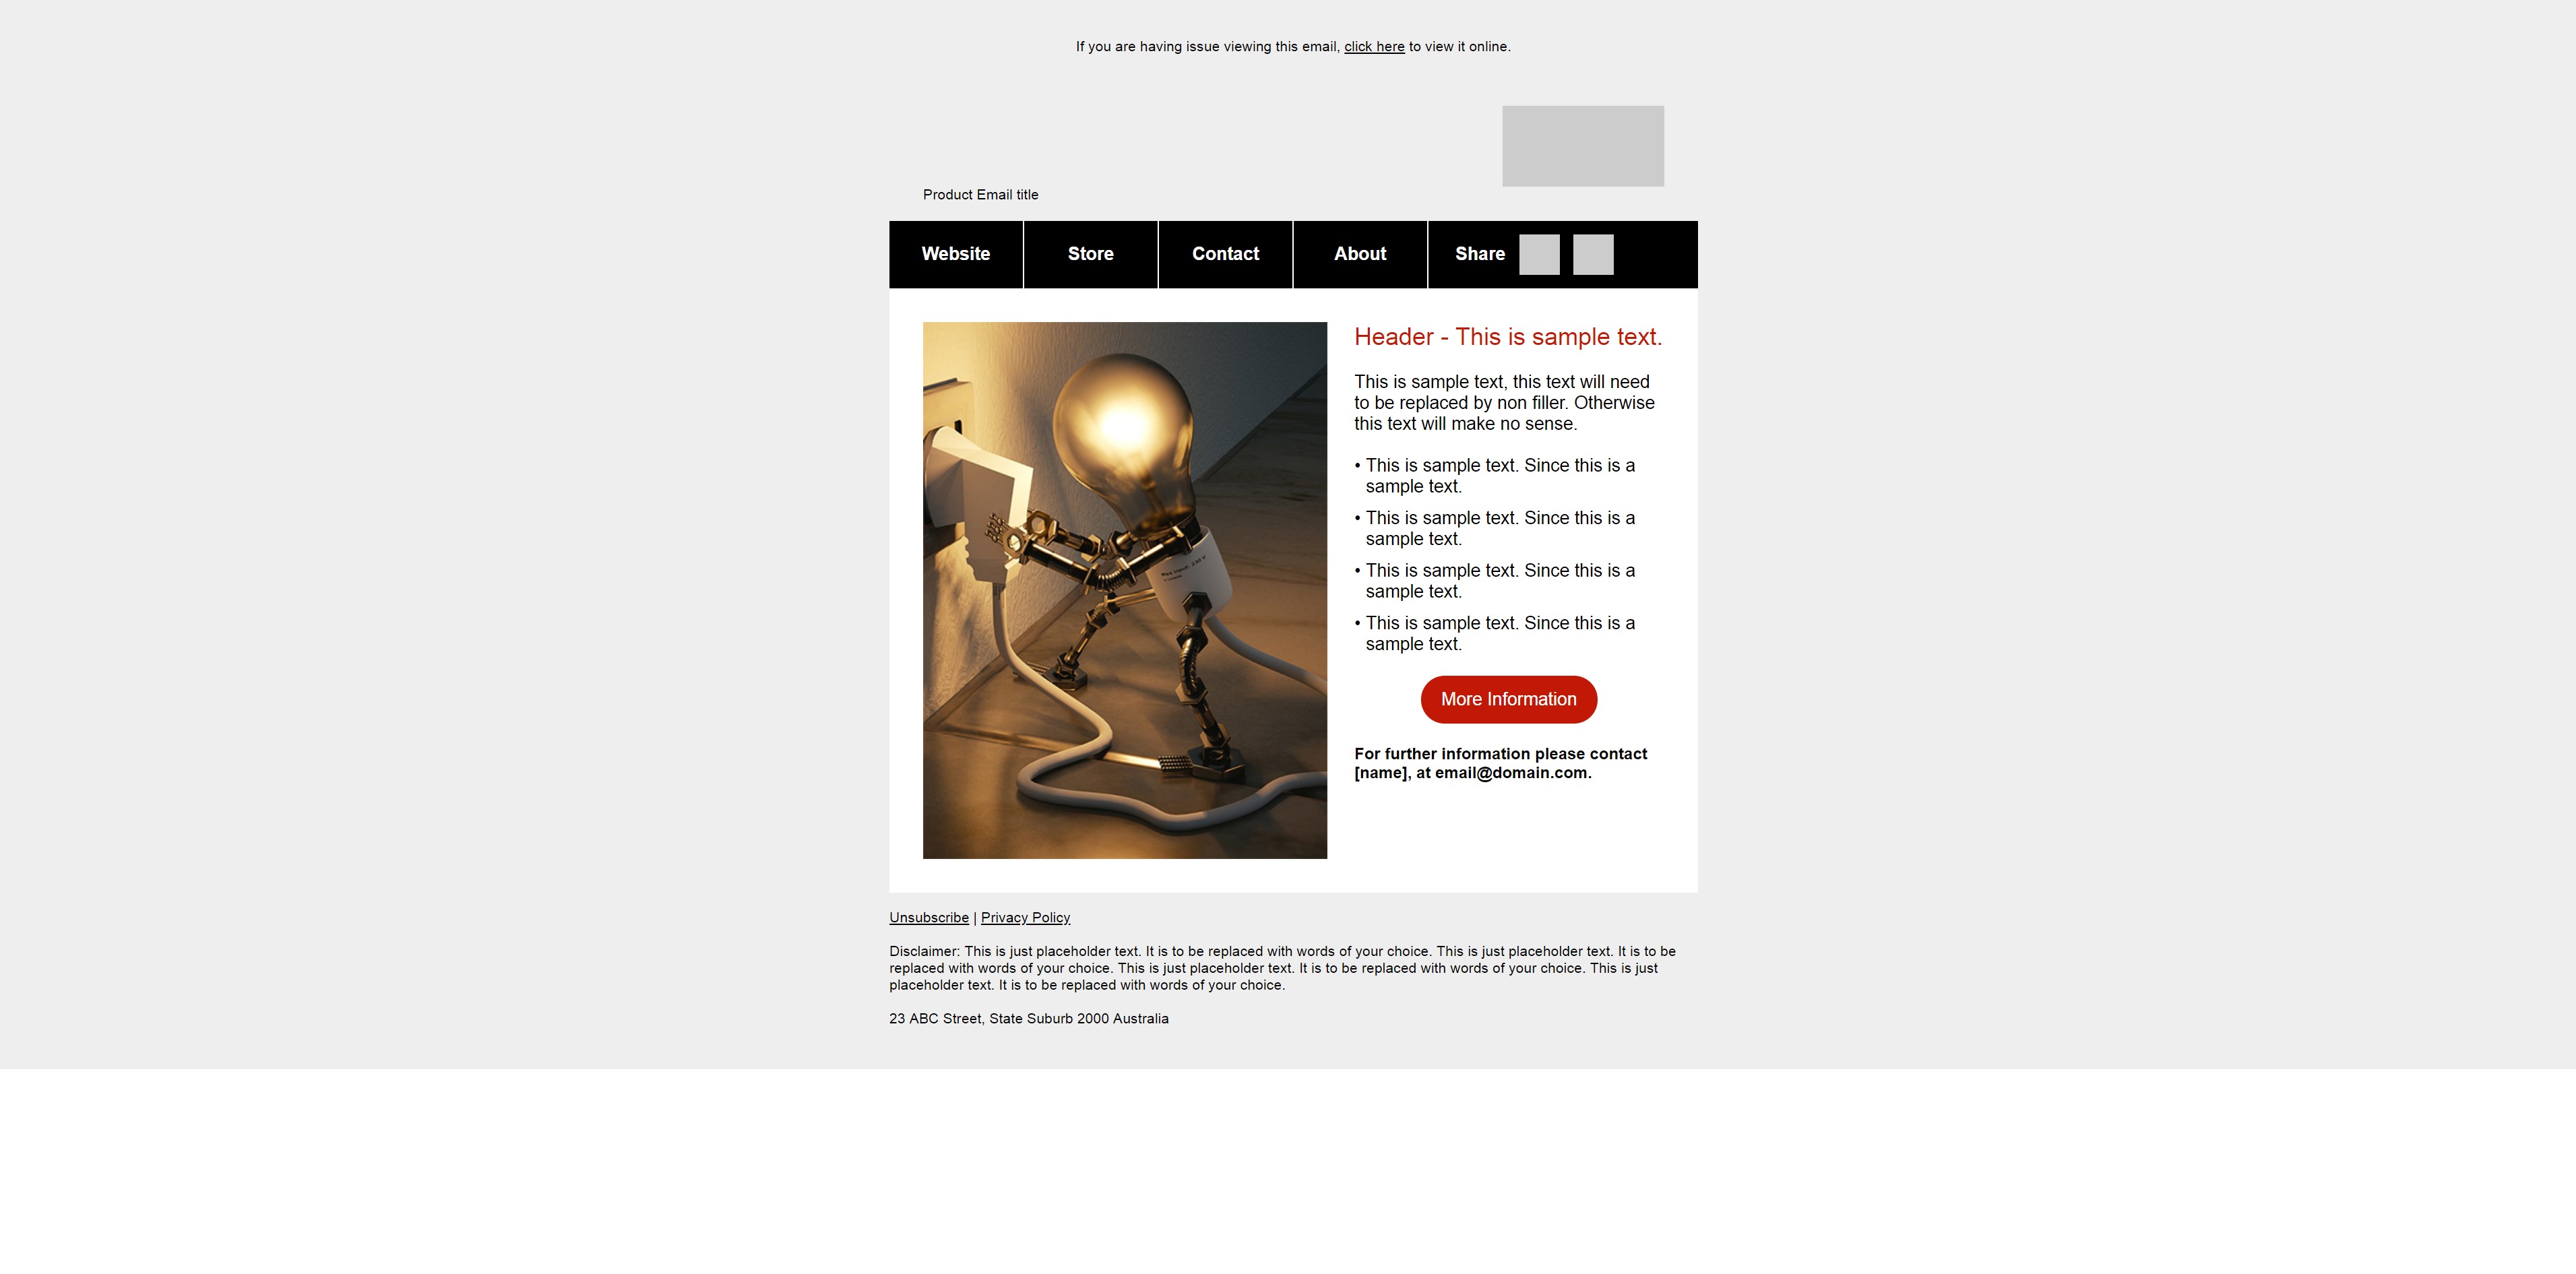 If you are having issue viewing this email, click here to view it online.
Product Email title
Website Store Contact About Share
Header - This is sample text.
This is sample text, this text will need
to be replaced by non filler. Otherwise
this text will make no sense.
• This is sample text. Since this is a
sample text.
• This is sample text. Since this is a
sample text.
• This is sample text. Since this is a
sample text.
• This is sample text. Since this is a
sample text.
More Information
For further information please contact
[name], at email@domain.com.
Max Input: 230 V
Unsubscribe | Privacy Policy
Disclaimer: This is just placeholder text. It is to be replaced with words of your choice. This is just placeholder text. It is to be
replaced with words of your choice. This is just placeholder text. It is to be replaced with words of your choice. This is just
placeholder text. It is to be replaced with words of your choice.
23 ABC Street, State Suburb 2000 Australia